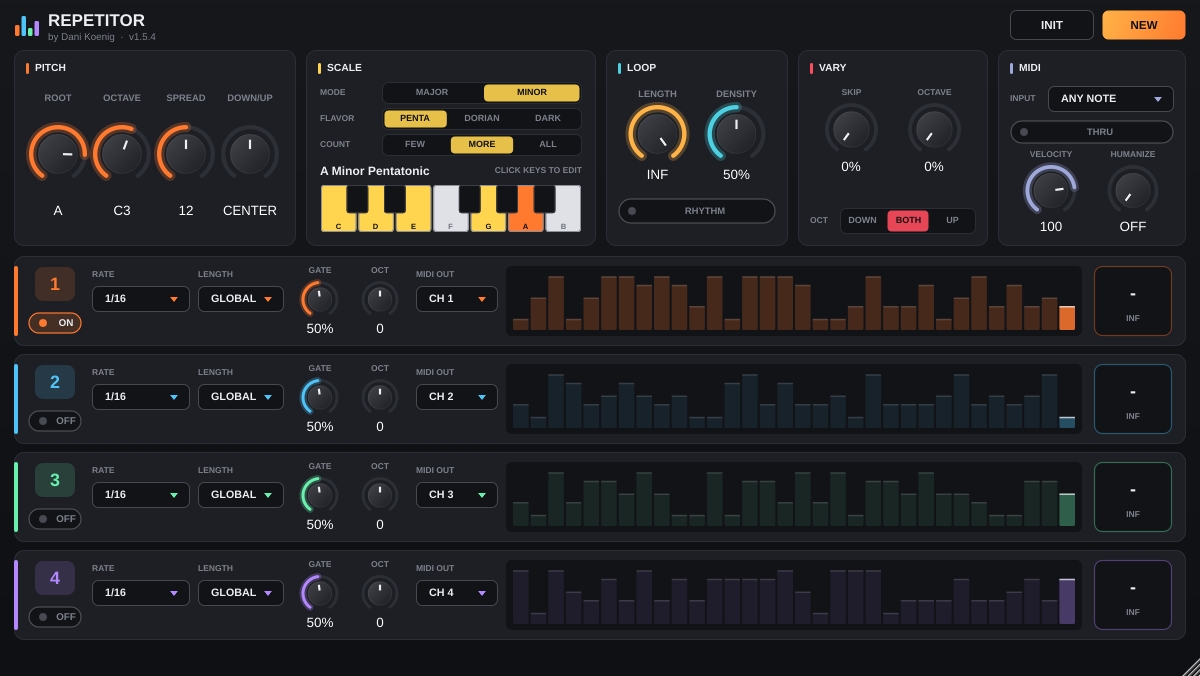 REPETITOR
by Dani Koenig · v1.5.4
INIT
NEW
PITCH
ROOT OCTAVE SPREAD DOWN/UP
A C3 12 CENTER
SCALE
MODE MAJOR MINOR
FLAVOR PENTA DORIAN DARK
COUNT FEW MORE ALL
A Minor Pentatonic CLICK KEYS TO EDIT
C D E F G A B
LOOP
LENGTH DENSITY
INF 50%
RHYTHM
VARY
SKIP OCTAVE
0% 0%
OCT DOWN BOTH UP
MIDI
INPUT ANY NOTE
THRU
VELOCITY HUMANIZE
100 OFF
1
ON
RATE LENGTH GATE OCT MIDI OUT
1/16 GLOBAL CH 1
50% 0
-
INF
2
OFF
RATE LENGTH GATE OCT MIDI OUT
1/16 GLOBAL CH 2
50% 0
-
INF
3
OFF
RATE LENGTH GATE OCT MIDI OUT
1/16 GLOBAL CH 3
50% 0
-
INF
4
OFF
RATE LENGTH GATE OCT MIDI OUT
1/16 GLOBAL CH 4
50% 0
-
INF